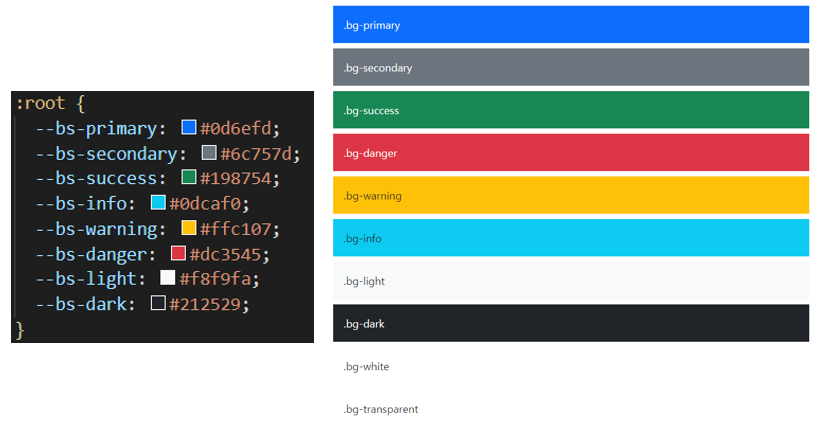 :root {
--bs-primary: #0d6efd;
--bs-secondary: #6c757d;
--bs-success: #198754;
--bs-info: #0dcaf0;
--bs-warning: #ffc107;
--bs-danger: #dc3545;
--bs-light: #f8f9fa;
--bs-dark: #212529;
}
.bg-primary
.bg-secondary
.bg-success
.bg-danger
.bg-warning
.bg-info
.bg-light
.bg-dark
.bg-white
.bg-transparent